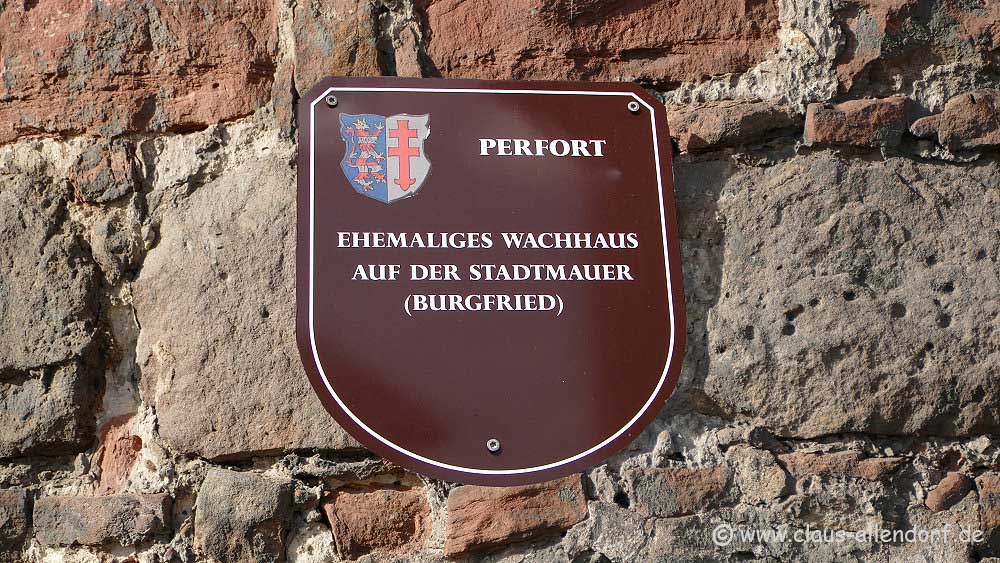 PERFORT
EHEMALIGES WACHHAUS
AUF DER STADTMAUER
(BURGFRIED)
© www.claus-allendorf.de